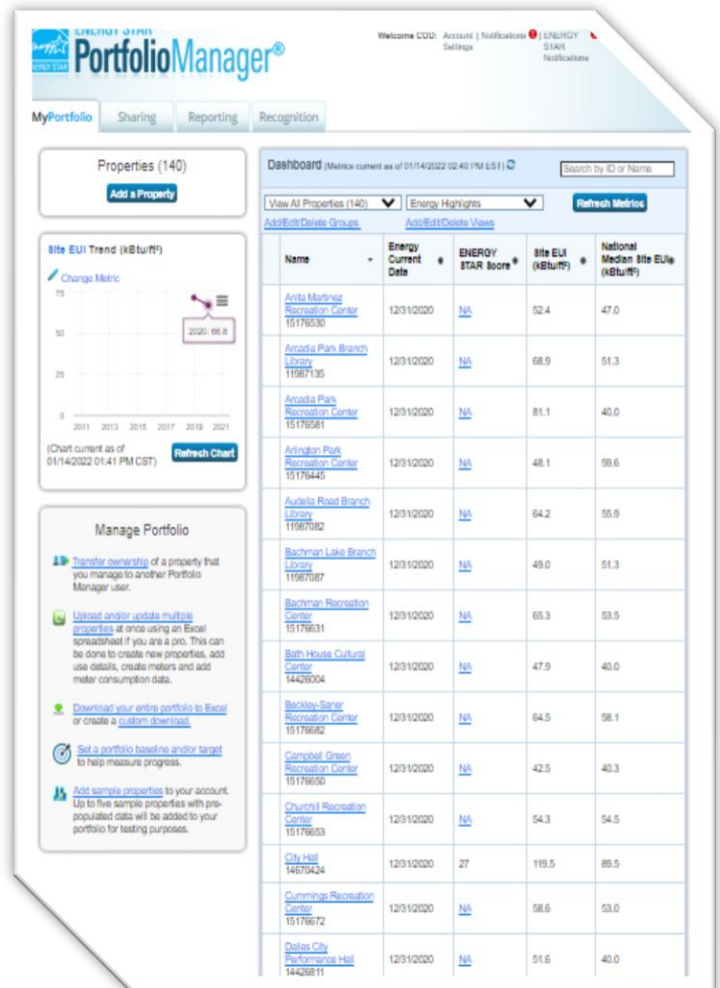 ENERGY STAR
PortfolioManager®
ENERGY STAR
Welcome COD: Account Settings | Notifications | ENERGY STAR Notifications
MyPortfolio
Sharing
Reporting
Recognition
Properties (140)
Add a Property
Site EUI Trend (kBtu/ft²)
Change Metric
75
50
25
0
2020: 66.8
2011 2013 2015 2017 2019 2021
(Chart current as of
01/14/2022 01:41 PM CST)
Refresh Chart
Manage Portfolio
Transfer ownership of a property that
you manage to another Portfolio
Manager user.
Upload and/or update multiple
properties at once using an Excel
spreadsheet if you are a pro. This can
be done to create new properties, add
use details, create meters and add
meter consumption data.
Download your entire portfolio to Excel
or create a custom download.
Set a portfolio baseline and/or target
to help measure progress.
Add sample properties to your account.
Up to five sample properties with pre-
populated data will be added to your
portfolio for testing purposes.
Dashboard (Metrics current as of 01/14/2022 02:40 PM EST)
Search by ID or Name
View All Properties (140)
Energy Highlights
Refresh Metrics
Add/Edit/Delete Groups
Add/Edit/Delete Views
Name
Energy
Current
Date
ENERGY
STAR Score
Site EUI
(kBtu/ft²)
National
Median Site EUI
(kBtu/ft²)
Anita Martinez
Recreation Center
15176530
12/31/2020 NA 52.4 47.0
Arcadia Park Branch
Library
11987135
12/31/2020 NA 68.9 51.3
Arcadia Park
Recreation Center
15176581
12/31/2020 NA 81.1 40.0
Arlington Park
Recreation Center
15176445
12/31/2020 NA 48.1 59.6
Audelia Road Branch
Library
11987082
12/31/2020 NA 64.2 55.9
Bachman Lake Branch
Library
11987087
12/31/2020 NA 49.0 51.3
Bachman Recreation
Center
15176631
12/31/2020 NA 65.3 53.5
Bath House Cultural
Center
14426004
12/31/2020 NA 47.9 40.0
Beckley-Saner
Recreation Center
15176682
12/31/2020 NA 64.5 58.1
Campbell Green
Recreation Center
15176650
12/31/2020 NA 42.5 40.3
Churchill Recreation
Center
15176653
12/31/2020 NA 54.3 54.5
City Hall
14670424
12/31/2020 27 119.5 89.5
Cummings Recreation
Center
15176672
12/31/2020 NA 58.6 53.0
Dallas City
Performance Hall
14426811
12/31/2020 NA 51.6 40.0